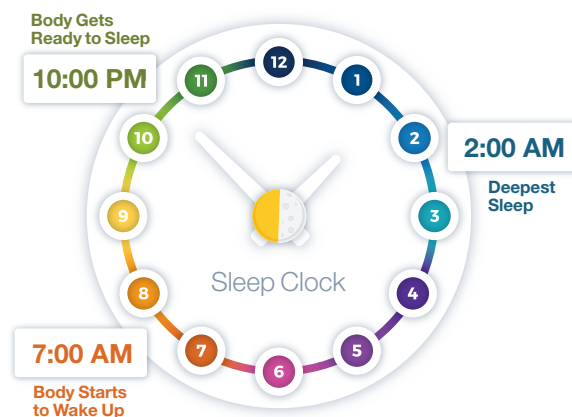 Body Gets
Ready to Sleep
10:00 PM
12
11
1
10
2
2:00 AM
Deepest
Sleep
9
3
Sleep Clock
8
4
7:00 AM
7
5
6
Body Starts
to Wake Up